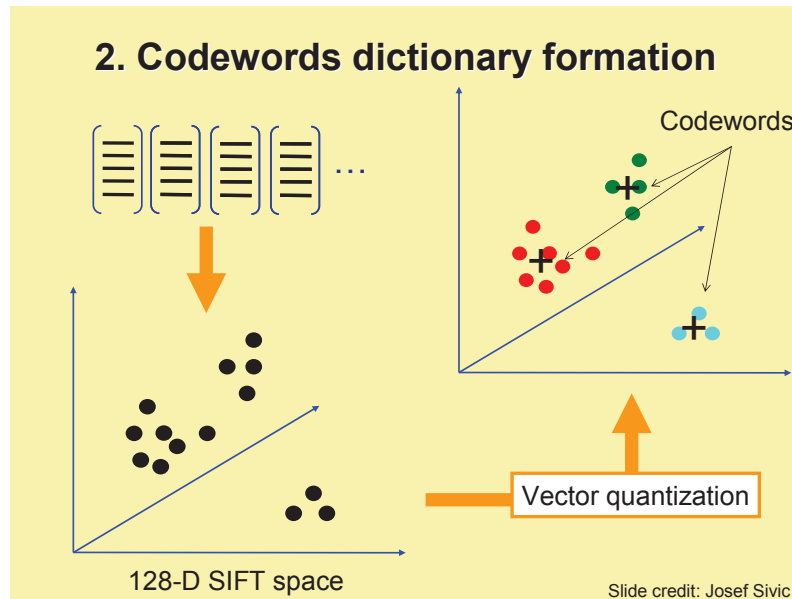 2. Codewords dictionary formation
Codewords
...
128-D SIFT space
Vector quantization
Slide credit: Josef Sivic